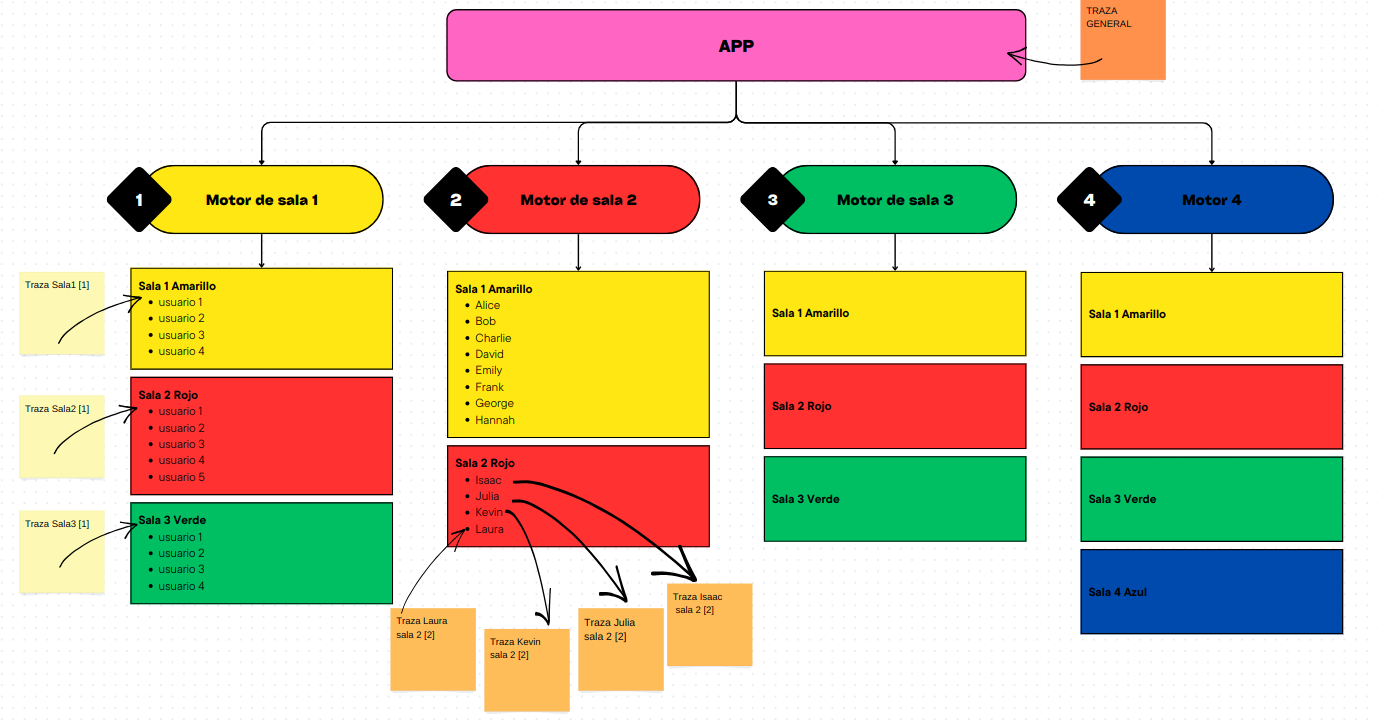 APP
TRAZA
GENERAL
1
Motor de sala 1
2
Motor de sala 2
3
Motor de sala 3
4
Motor 4
Traza Sala1 [1]
Sala 1 Amarillo
usuario 1
usuario 2
usuario 3
usuario 4
Traza Sala2 [1]
Sala 2 Rojo
usuario 1
usuario 2
usuario 3
usuario 4
usuario 5
Traza Sala3 [1]
Sala 3 Verde
usuario 1
usuario 2
usuario 3
usuario 4
Sala 1 Amarillo
Alice
Bob
Charlie
David
Emily
Frank
George
Hannah
Sala 2 Rojo
Isaac
Julia
Kevin
Laura
Traza Laura
sala 2 [2]
Traza Kevin
sala 2 [2]
Traza Julia
sala 2 [2]
Traza Isaac
sala 2 [2]
Sala 1 Amarillo
Sala 2 Rojo
Sala 3 Verde
Sala 1 Amarillo
Sala 2 Rojo
Sala 3 Verde
Sala 4 Azul